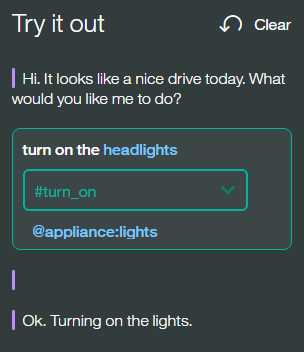 Try it out
Clear
Hi. It looks like a nice drive today. What
would you like me to do?
turn on the headlights
#turn_on
@appliance:lights
Ok. Turning on the lights.